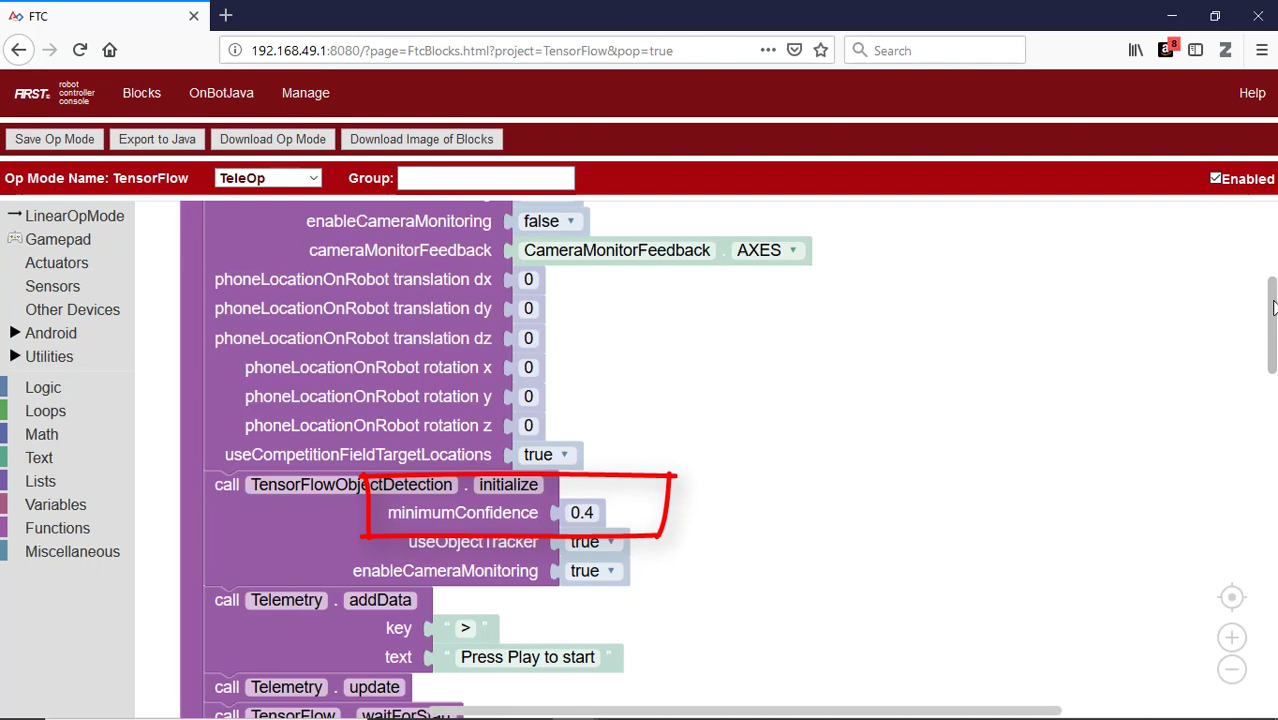 FTC
192.168.49.1:8080/?page=FtcBlocks.html?project=TensorFlow&pop=true
Search
8
FIRST robot controller console
Blocks
OnBotJava
Manage
Help
Save Op Mode
Export to Java
Download Op Mode
Download Image of Blocks
Op Mode Name: TensorFlow
TeleOp
Group:
Enabled
LinearOpMode
Gamepad
Actuators
Sensors
Other Devices
Android
Utilities
Logic
Loops
Math
Text
Lists
Variables
Functions
Miscellaneous
enableCameraMonitoring false
cameraMonitorFeedback CameraMonitorFeedback . AXES
phoneLocationOnRobot translation dx 0
phoneLocationOnRobot translation dy 0
phoneLocationOnRobot translation dz 0
phoneLocationOnRobot rotation x 0
phoneLocationOnRobot rotation y 0
phoneLocationOnRobot rotation z 0
useCompetitionFieldTargetLocations true
call TensorFlowObjectDetection . initialize
minimumConfidence 0.4
useObjectTracker true
enableCameraMonitoring true
call Telemetry . addData
key “ > ”
text “ Press Play to start ”
call Telemetry . update
call TensorFlow . waitForStart